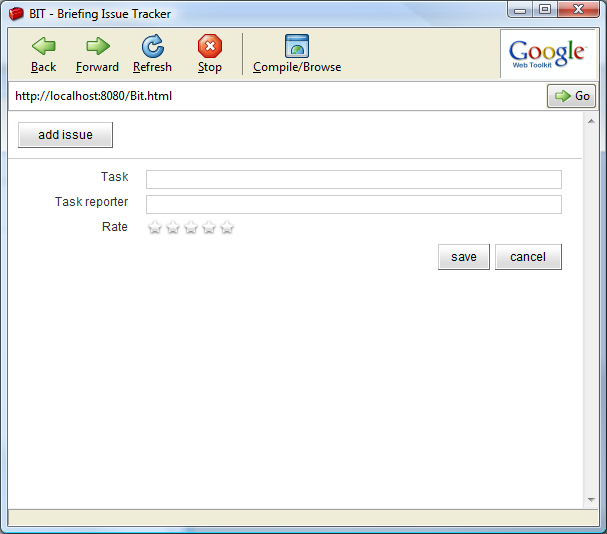 BIT - Briefing Issue Tracker
Back Forward Refresh Stop Compile/Browse
Google
Web Toolkit
http://localhost:8080/Bit.html Go
add issue
Task
Task reporter
Rate
save cancel